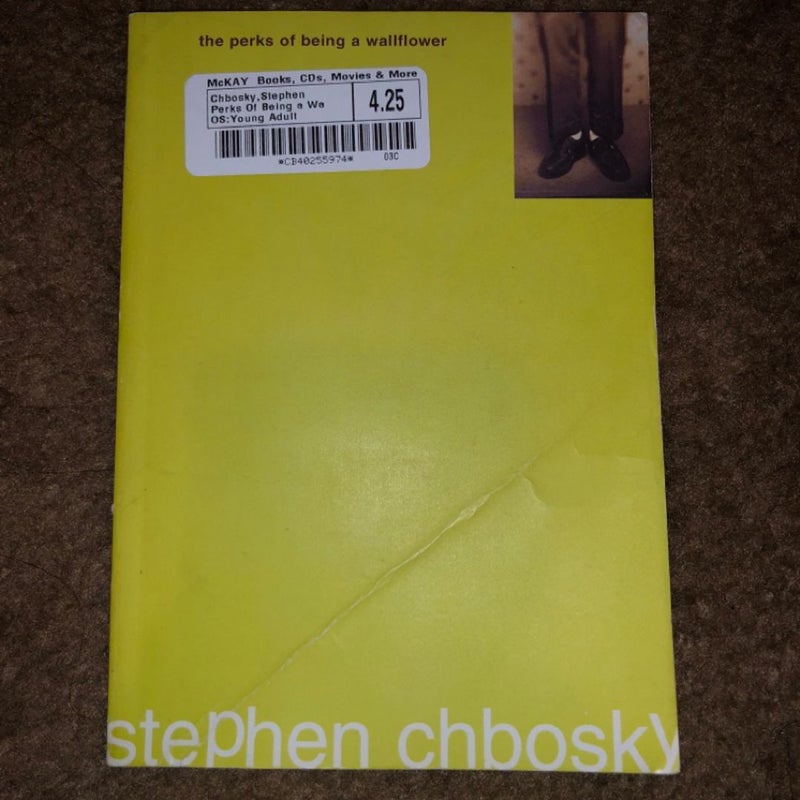 the perks of being a wallflower
McKAY Books, CDs, Movies & More
Chbosky,Stephen
Perks Of Being a Wa
OS:Young Adult
4.25
*CB40255974*
03C
stephen chbosky